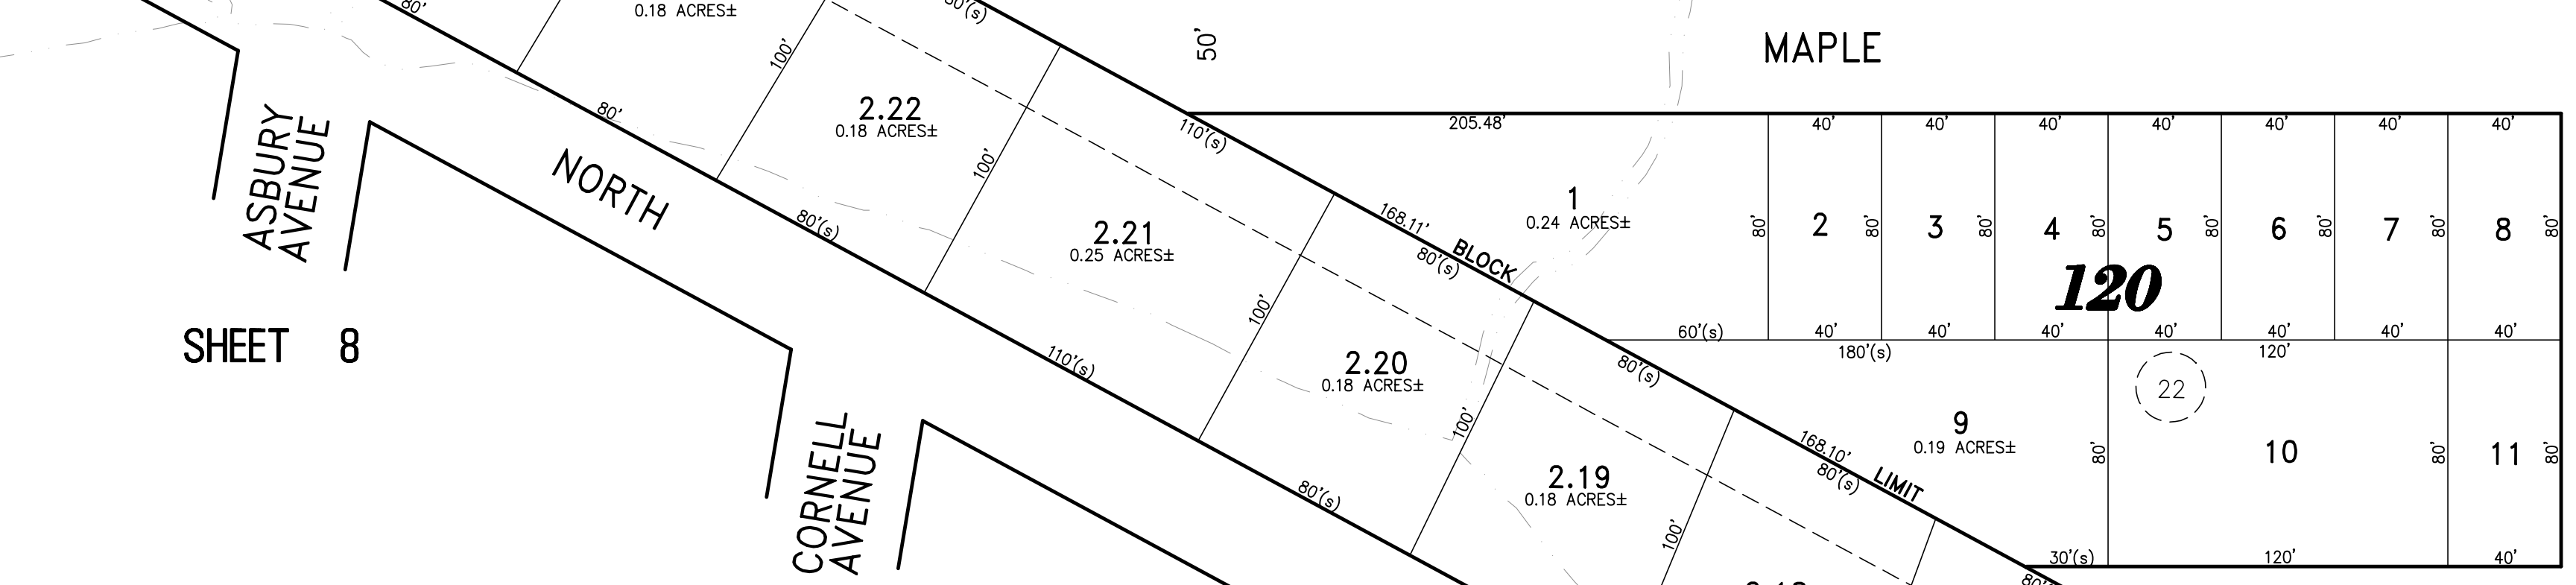 80'
0.18 ACRES±
MAPLE
50'
100'
80'
2.22
0.18 ACRES±
110'(s)
205.48'
40'
40'
40'
40'
40'
40'
40'
ASBURY
AVENUE
NORTH
100'
80'(s)
2.21
0.25 ACRES±
168.11'
BLOCK
80'(s)
1
0.24 ACRES±
80'
2
80'
3
80'
4
80'
5
80'
6
80'
7
80'
8
80'
120
SHEET 8
100'
60'(s)
40'
40'
40'
40'
40'
40'
40'
180'(s)
120'
110'(s)
2.20
0.18 ACRES±
80'(s)
22
CORNELL
AVENUE
100'
9
0.19 ACRES±
168.10'
80'(s)
LIMIT
80'
10
80'
11
80'
2.19
0.18 ACRES±
80'(s)
100'
30'(s)
120'
40'